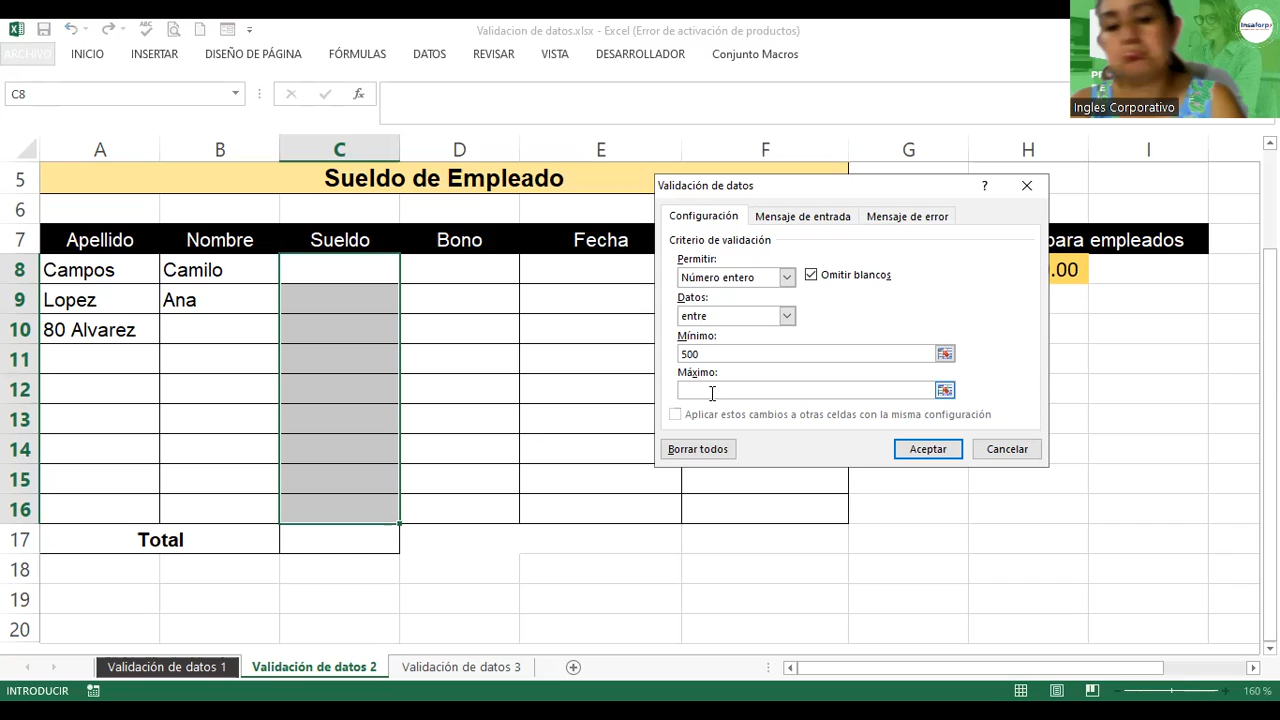 Validacion de datos.xlsx - Excel (Error de activación de productos)
ARCHIVO INICIO INSERTAR DISEÑO DE PÁGINA FÓRMULAS DATOS REVISAR VISTA DESARROLLADOR Conjunto Macros
Insaforp
Ingles Corporativo
C8
fx
A B C D E F G H I
5 Sueldo de Empleado
6
7 Apellido Nombre Sueldo Bono Fecha para empleados
8 Campos Camilo .00
9 Lopez Ana
10 80 Alvarez
11
12
13
14
15
16
17 Total
18
19
20
Validación de datos ?
Configuración Mensaje de entrada Mensaje de error
Criterio de validación
Permitir:
Número entero Omitir blancos
Datos:
entre
Mínimo:
500
Máximo:
Aplicar estos cambios a otras celdas con la misma configuración
Borrar todos Aceptar Cancelar
Validación de datos 1 Validación de datos 2 Validación de datos 3
INTRODUCIR 160 %